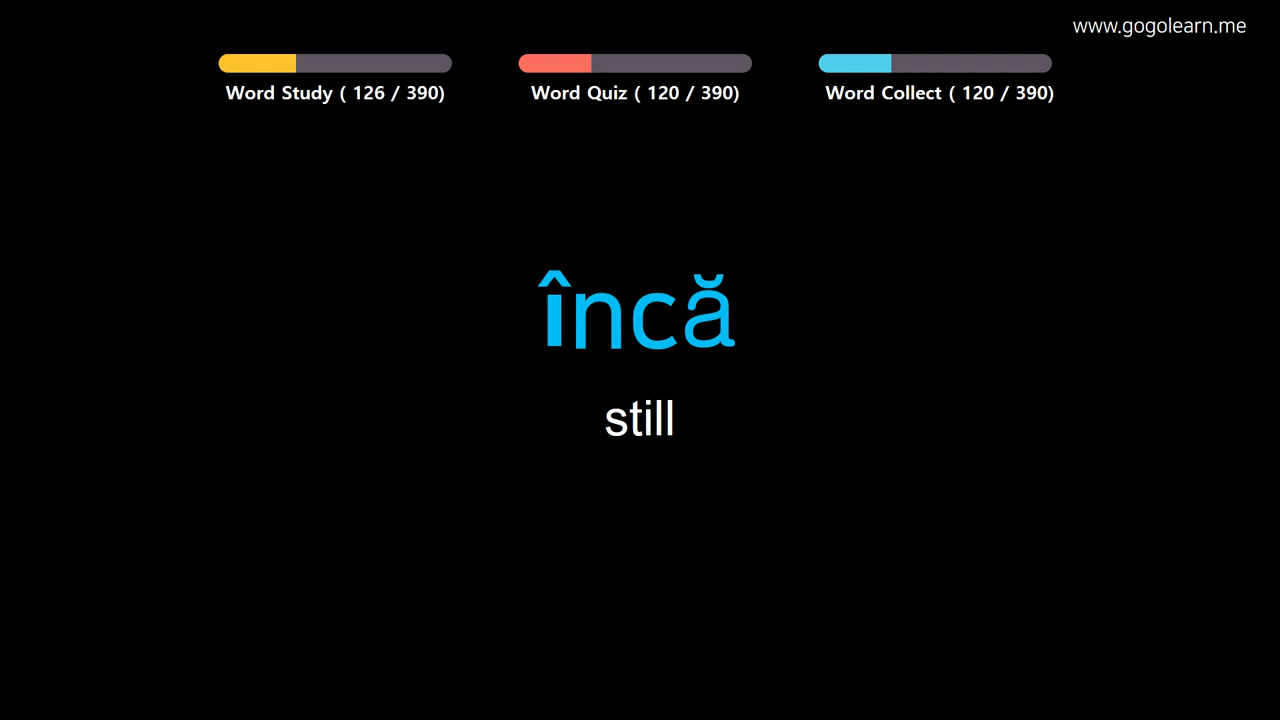 www.gogolearn.me
Word Study ( 126 / 390)
Word Quiz ( 120 / 390)
Word Collect ( 120 / 390)
încă
still